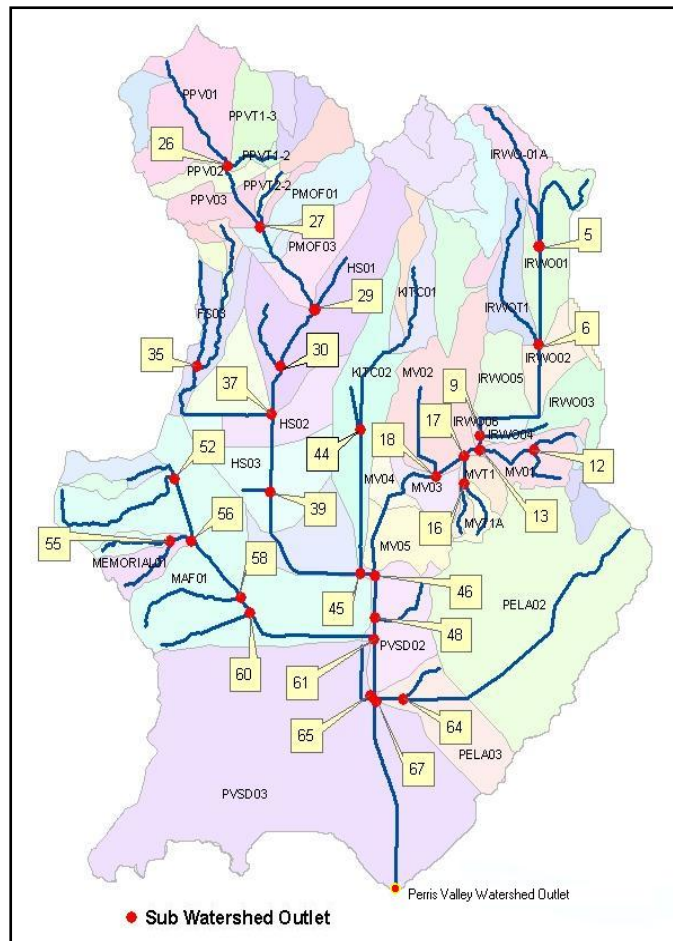 PPV01
PPVT1-3
26
PPVT1-2
PPV02
PPVT2-2
PPV03
PMOF01
27
PMOF03
IRWO-01A
5
IRWO01
HS01
KITC01
29
IRWOT1
6
FS03
35
30
KITC02
MV02
IRWO02
IRWO05
9
37
HS02
IRWO03
17
IRWO06
IRWO04
18
44
52
HS03
MV04
MV03
MVT1
MV01
12
39
16
13
MVT1A
56
55
MV05
MEMORIAL01
MAF01
58
45
46
PELA02
48
60
61
PVSD02
65
64
67
PELA03
PVSD03
Perris Valley Watershed Outlet
Sub Watershed Outlet